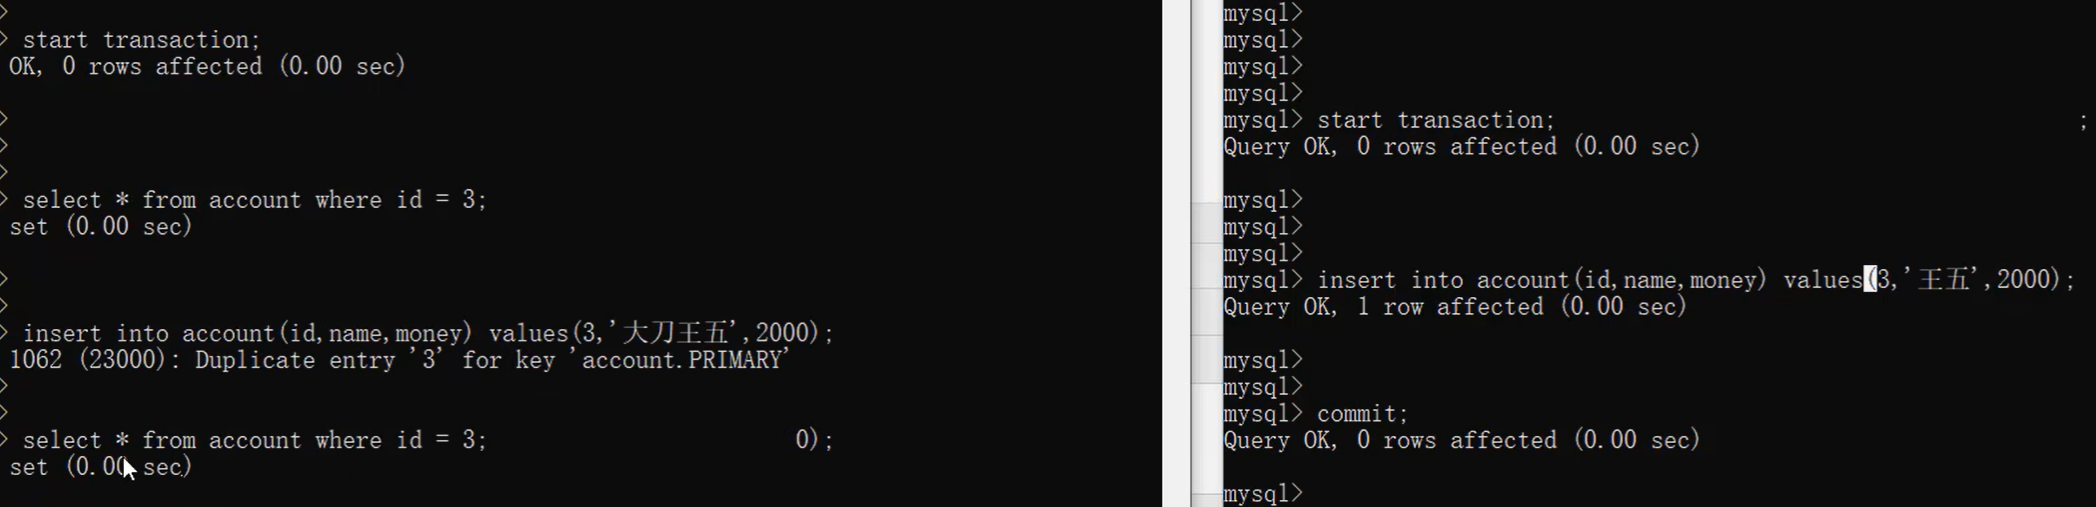 >
> start transaction;
OK, 0 rows affected (0.00 sec)
>
>
>
> select * from account where id = 3;
set (0.00 sec)
>
>
> insert into account(id,name,money) values(3,'大刀王五',2000);
1062 (23000): Duplicate entry '3' for key 'account.PRIMARY'
>
>
> select * from account where id = 3; 0);
set (0.00 sec)
mysql>
mysql>
mysql>
mysql>
mysql> start transaction; ;
Query OK, 0 rows affected (0.00 sec)
mysql>
mysql>
mysql>
mysql> insert into account(id,name,money) values(3,'王五',2000);
Query OK, 1 row affected (0.00 sec)
mysql>
mysql>
mysql> commit;
Query OK, 0 rows affected (0.00 sec)
mysql>